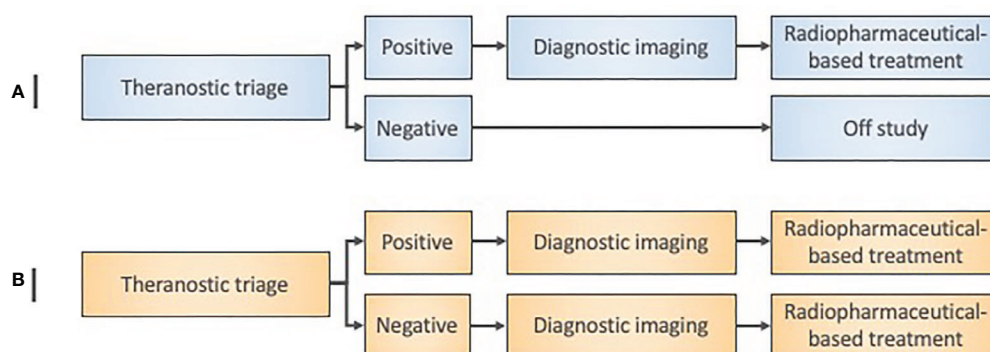 A
Theranostic triage
Positive
Diagnostic imaging
Radiopharmaceutical-
based treatment
Negative
Off study
B
Theranostic triage
Positive
Diagnostic imaging
Radiopharmaceutical-
based treatment
Negative
Diagnostic imaging
Radiopharmaceutical-
based treatment